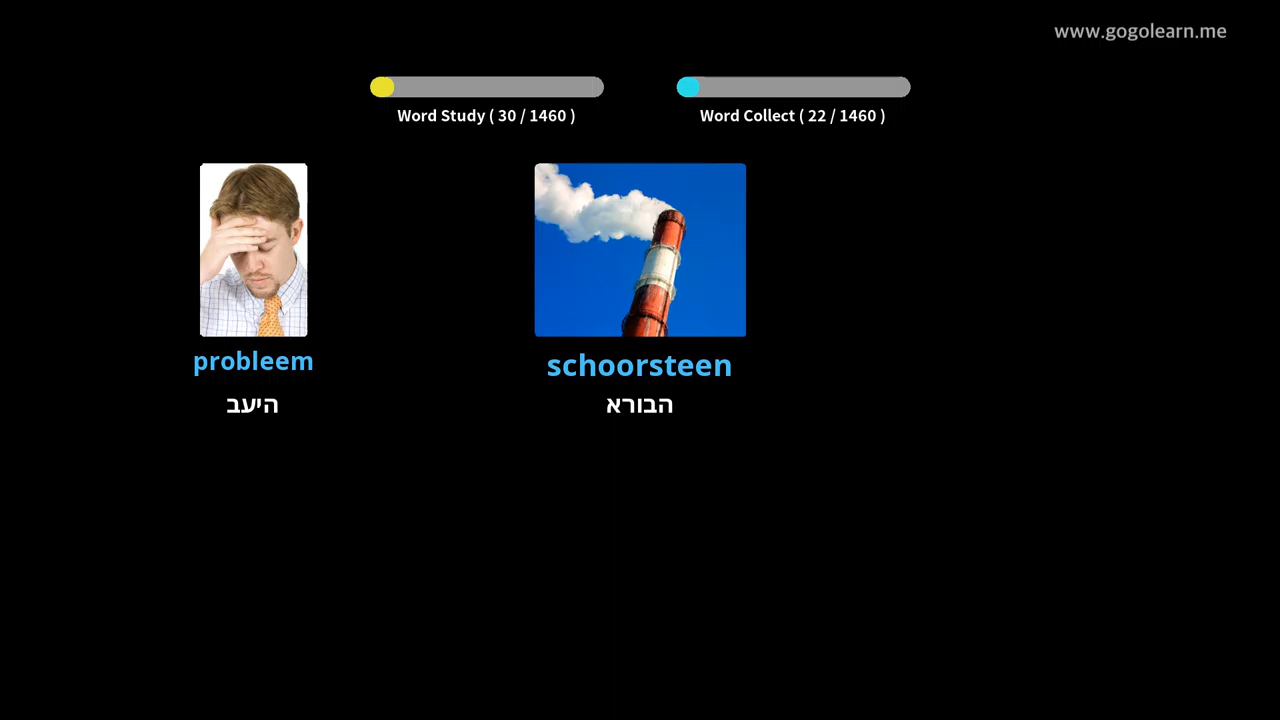 www.gogolearn.me
Word Study ( 30 / 1460 )
Word Collect ( 22 / 1460 )
probleem
היעב
schoorsteen
הבורא